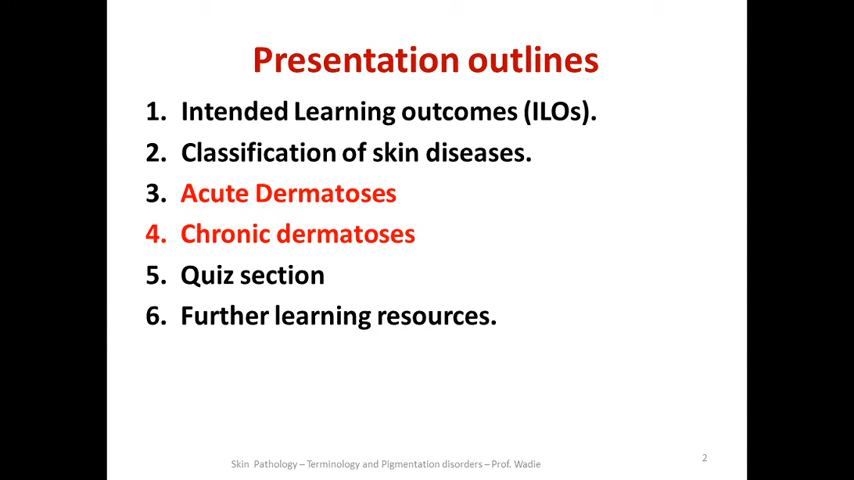 Presentation outlines
1. Intended Learning outcomes (ILOs).
2. Classification of skin diseases.
3. Acute Dermatoses
4. Chronic dermatoses
5. Quiz section
6. Further learning resources.
Skin Pathology – Terminology and Pigmentation disorders – Prof. Wadie
2